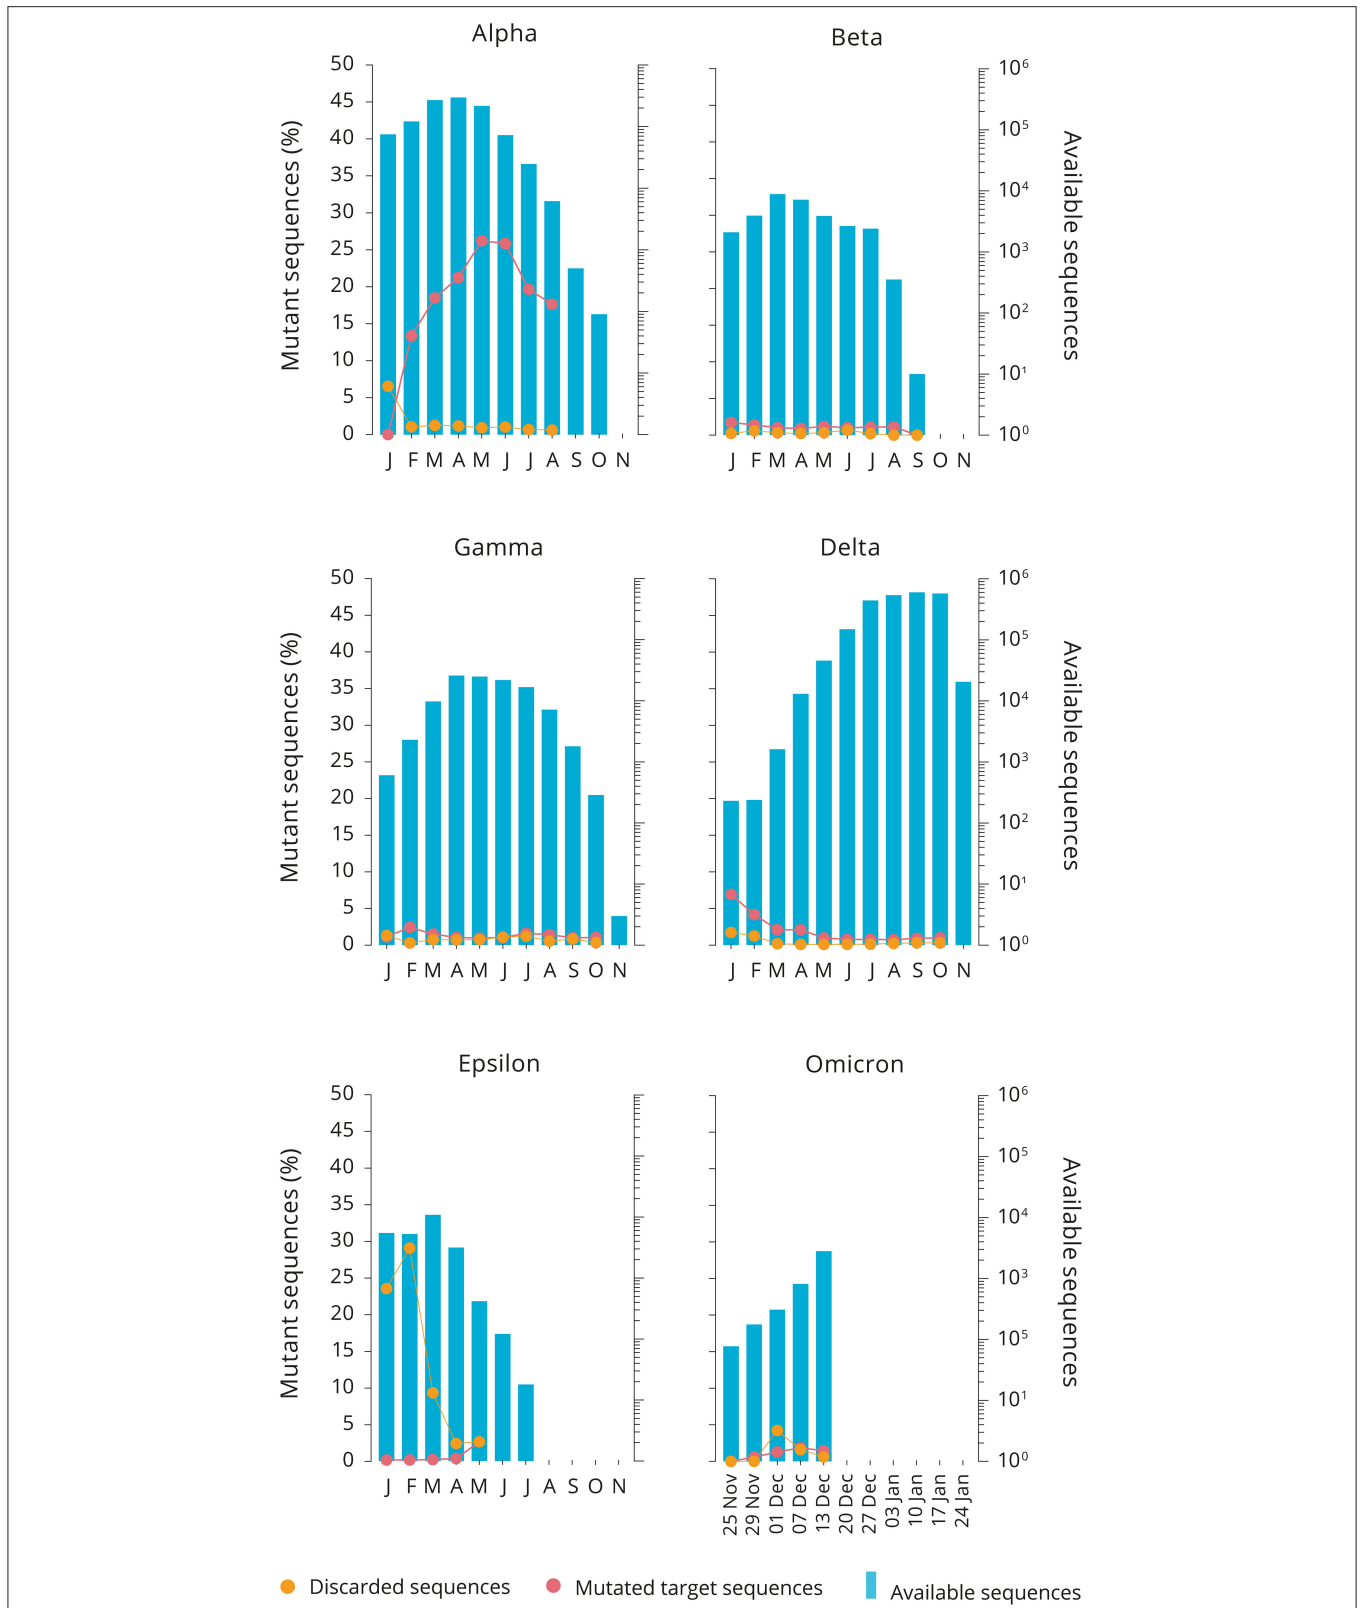 Alpha
Beta
Mutant sequences (%)
50
45
40
35
30
25
20
15
10
5
0
J F M A M J J A S O N
J F M A M J J A S O N
10⁶
10⁵
10⁴
10³
10²
10¹
10⁰
Available sequences
Gamma
Delta
Mutant sequences (%)
50
45
40
35
30
25
20
15
10
5
0
J F M A M J J A S O N
J F M A M J J A S O N
10⁶
10⁵
10⁴
10³
10²
10¹
10⁰
Available sequences
Epsilon
Omicron
Mutant sequences (%)
50
45
40
35
30
25
20
15
10
5
0
J F M A M J J A S O N
25 Nov
29 Nov
01 Dec
07 Dec
13 Dec
20 Dec
27 Dec
03 Jan
10 Jan
17 Jan
24 Jan
10⁶
10⁵
10⁴
10³
10⁵
10¹
10⁰
Available sequences
Discarded sequences
Mutated target sequences
Available sequences